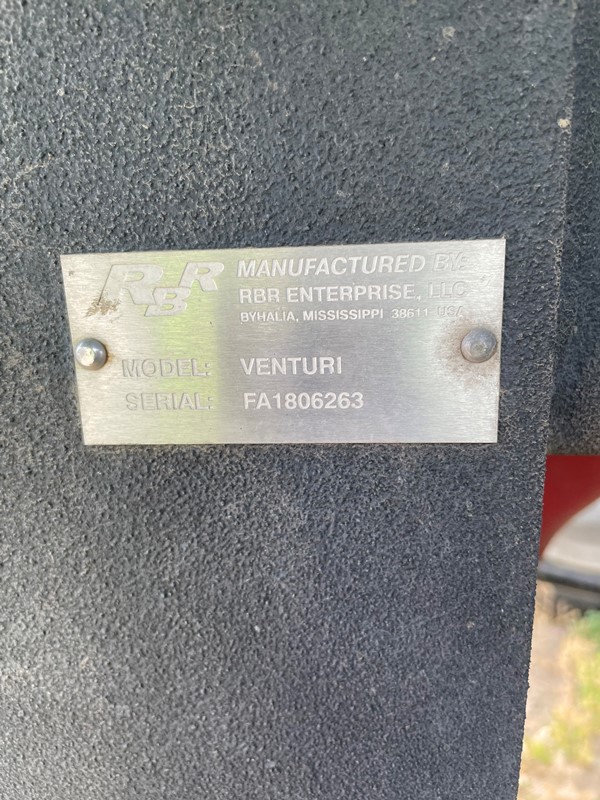 RBR
MANUFACTURED BY:
RBR ENTERPRISE, LLC
BYHALIA, MISSISSIPPI 38611 USA
MODEL: VENTURI
SERIAL: FA1806263